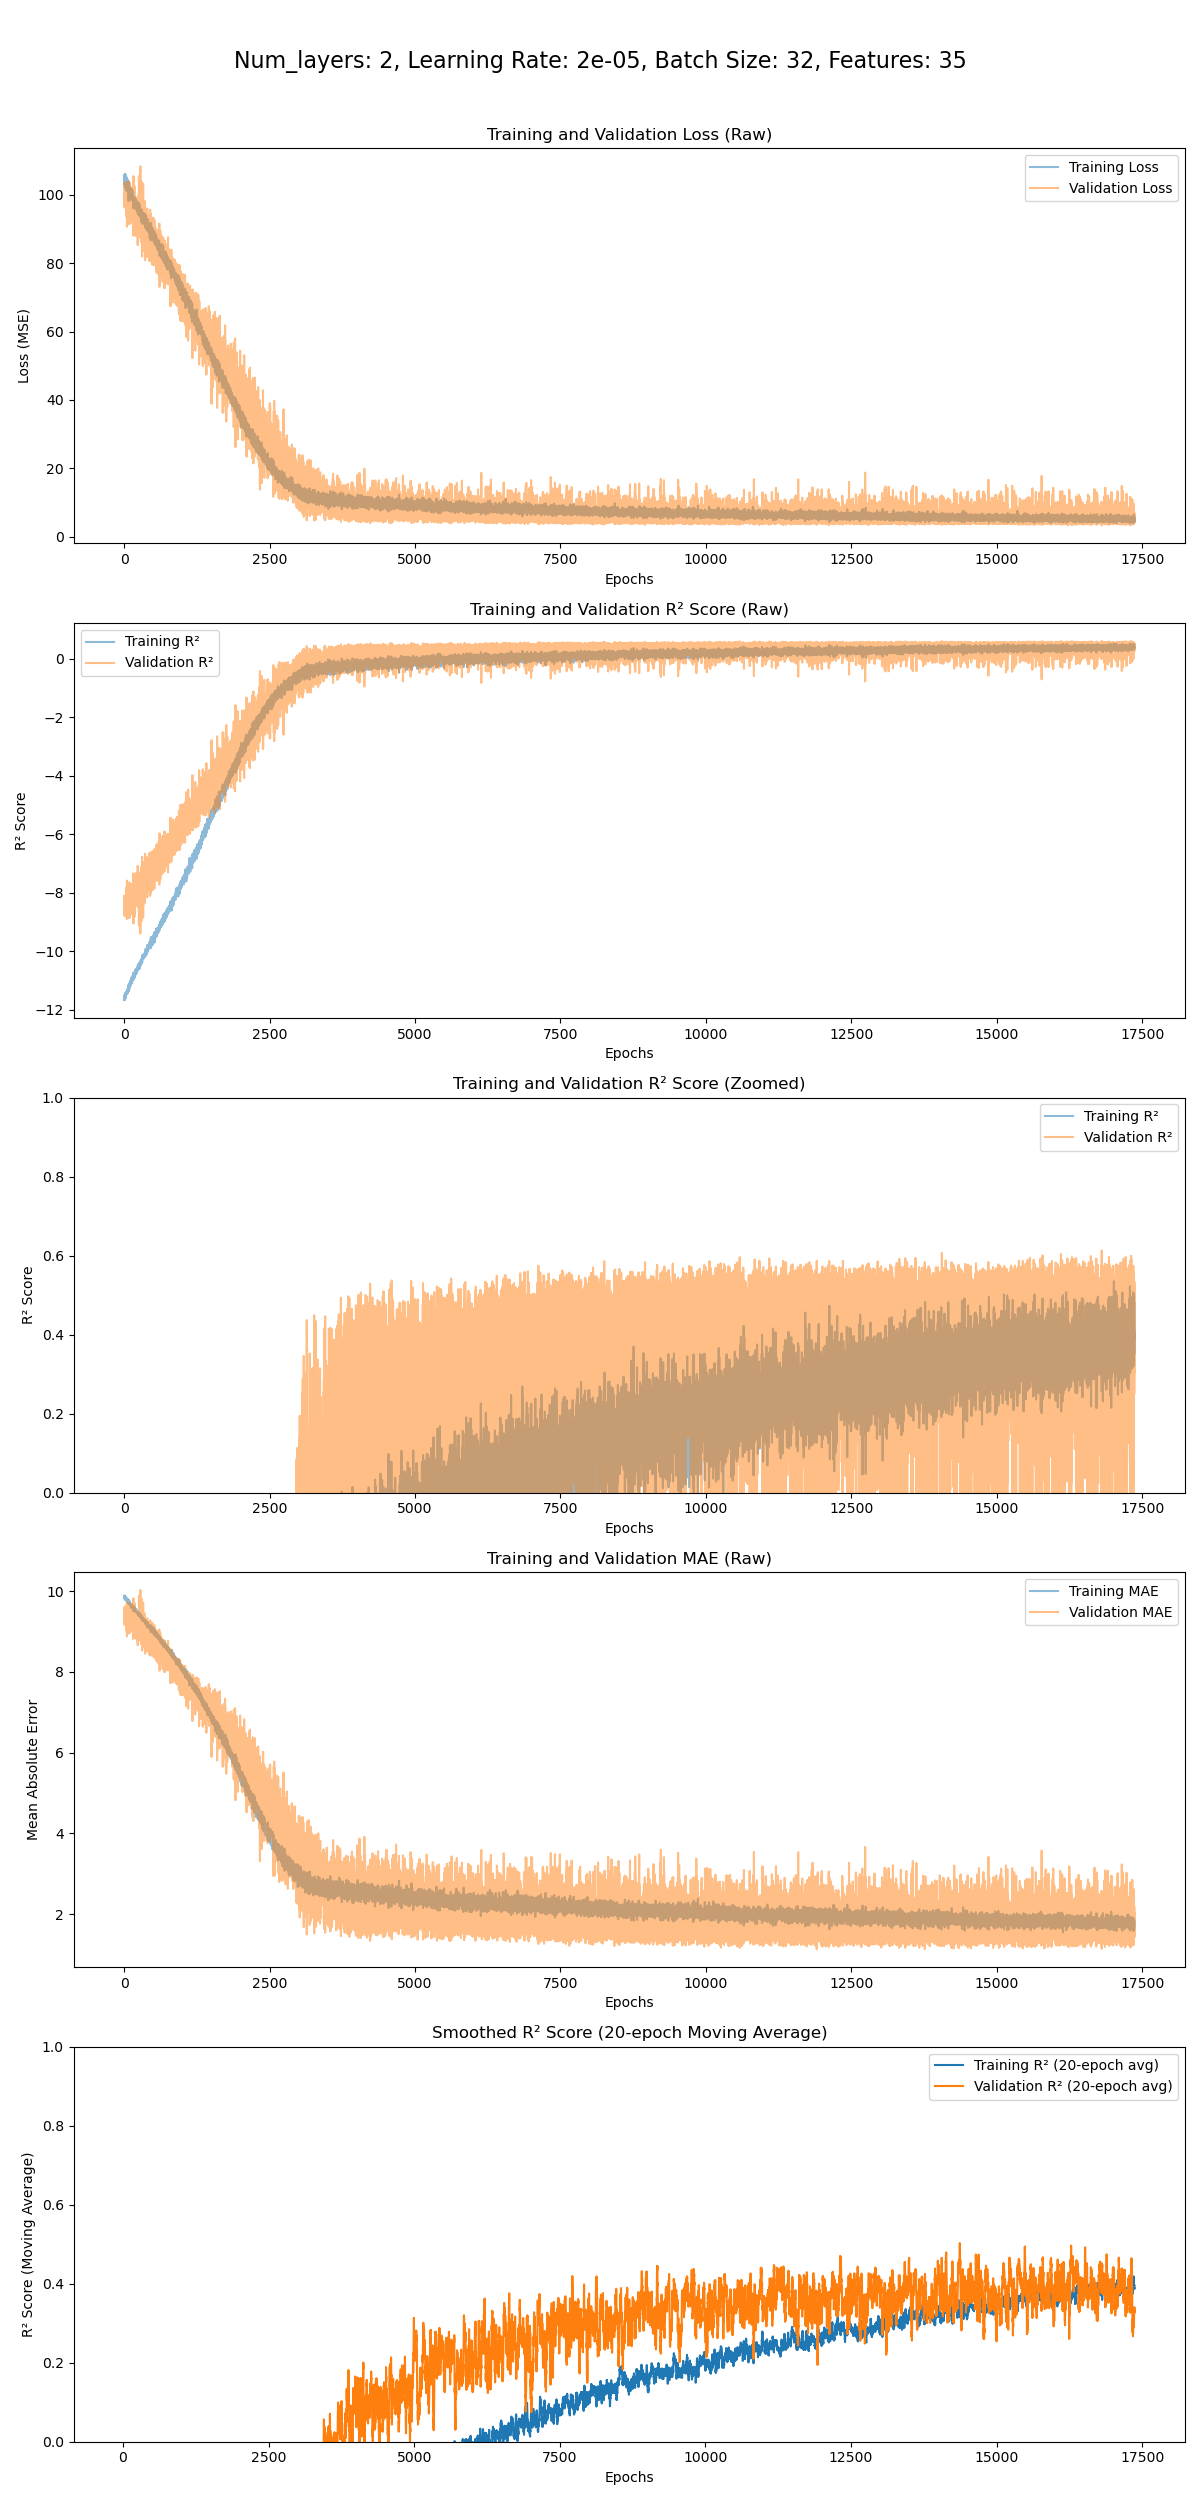 Num_layers: 2, Learning Rate: 2e-05, Batch Size: 32, Features: 35
Training and Validation Loss (Raw)
Training Loss
Validation Loss
100
80
60
40
20
0
Loss (MSE)
0 2500 5000 7500 10000 12500 15000 17500
Epochs
Training and Validation R² Score (Raw)
Training R²
Validation R²
0
−2
−4
−6
−8
−10
−12
R² Score
0 2500 5000 7500 10000 12500 15000 17500
Epochs
Training and Validation R² Score (Zoomed)
Training R²
Validation R²
1.0
0.8
0.6
0.4
0.2
0.0
R² Score
0 2500 5000 7500 10000 12500 15000 17500
Epochs
Training and Validation MAE (Raw)
Training MAE
Validation MAE
10
8
6
4
2
Mean Absolute Error
0 2500 5000 7500 10000 12500 15000 17500
Epochs
Smoothed R² Score (20-epoch Moving Average)
Training R² (20-epoch avg)
Validation R² (20-epoch avg)
1.0
0.8
0.6
0.4
0.2
0.0
R² Score (Moving Average)
0 2500 5000 7500 10000 12500 15000 17500
Epochs